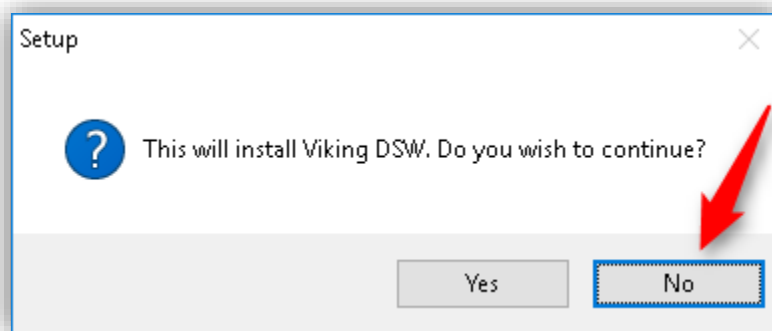 Setup
? This will install Viking DSW. Do you wish to continue?
Yes No